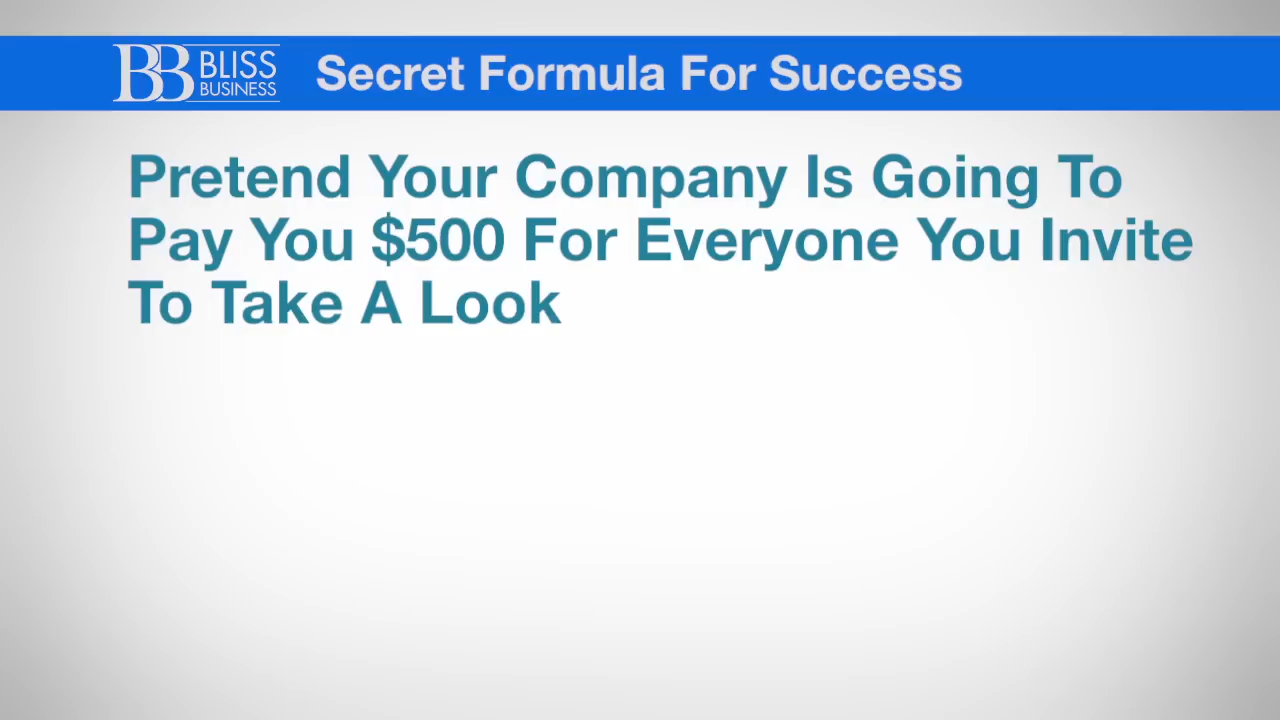 BB BLISS
BUSINESS
Secret Formula For Success
Pretend Your Company Is Going To
Pay You $500 For Everyone You Invite
To Take A Look